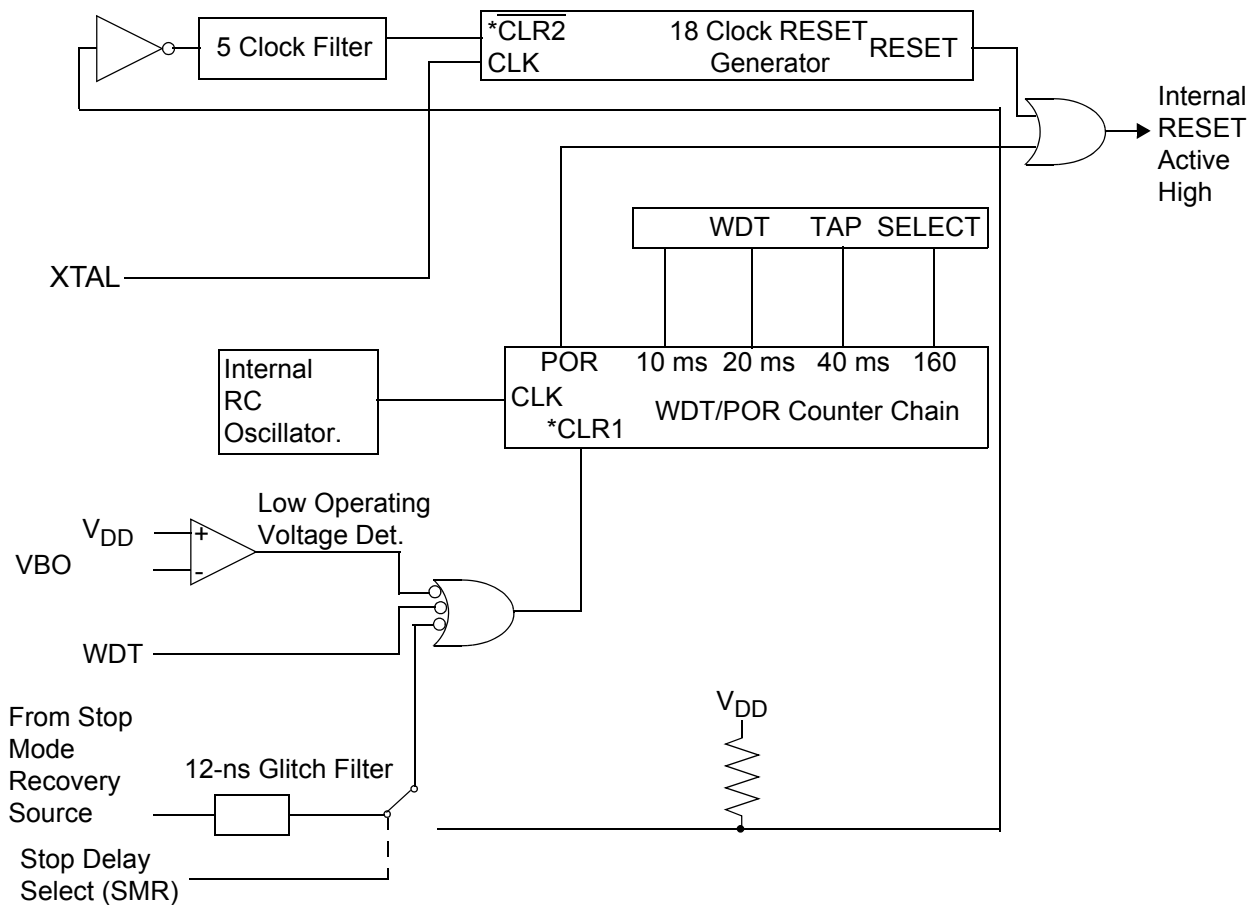 5 Clock Filter
*CLR2
18 Clock RESET
RESET
CLK
Generator
Internal
RESET
Active
High
WDT TAP SELECT
XTAL
POR 10 ms 20 ms 40 ms 160
Internal
RC
Oscillator.
CLK
WDT/POR Counter Chain
*CLR1
Low Operating
Voltage Det.
VDD
+
VBO
-
WDT
VDD
From Stop
Mode
Recovery
Source
12-ns Glitch Filter
Stop Delay
Select (SMR)